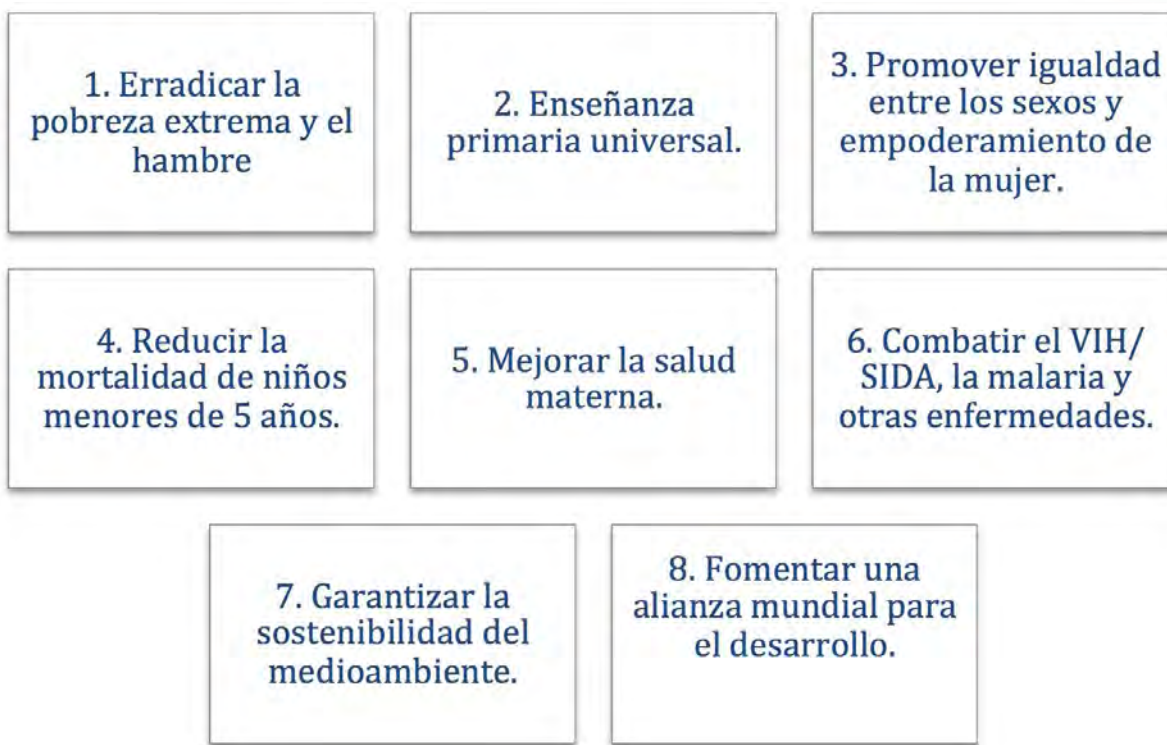 1. Erradicar la
pobreza extrema y el
hambre
2. Enseñanza
primaria universal.
3. Promover igualdad
entre los sexos y
empoderamiento de
la mujer.
4. Reducir la
mortalidad de niños
menores de 5 años.
5. Mejorar la salud
materna.
6. Combatir el VIH/
SIDA, la malaria y
otras enfermedades.
7. Garantizar la
sostenibilidad del
medioambiente.
8. Fomentar una
alianza mundial para
el desarrollo.